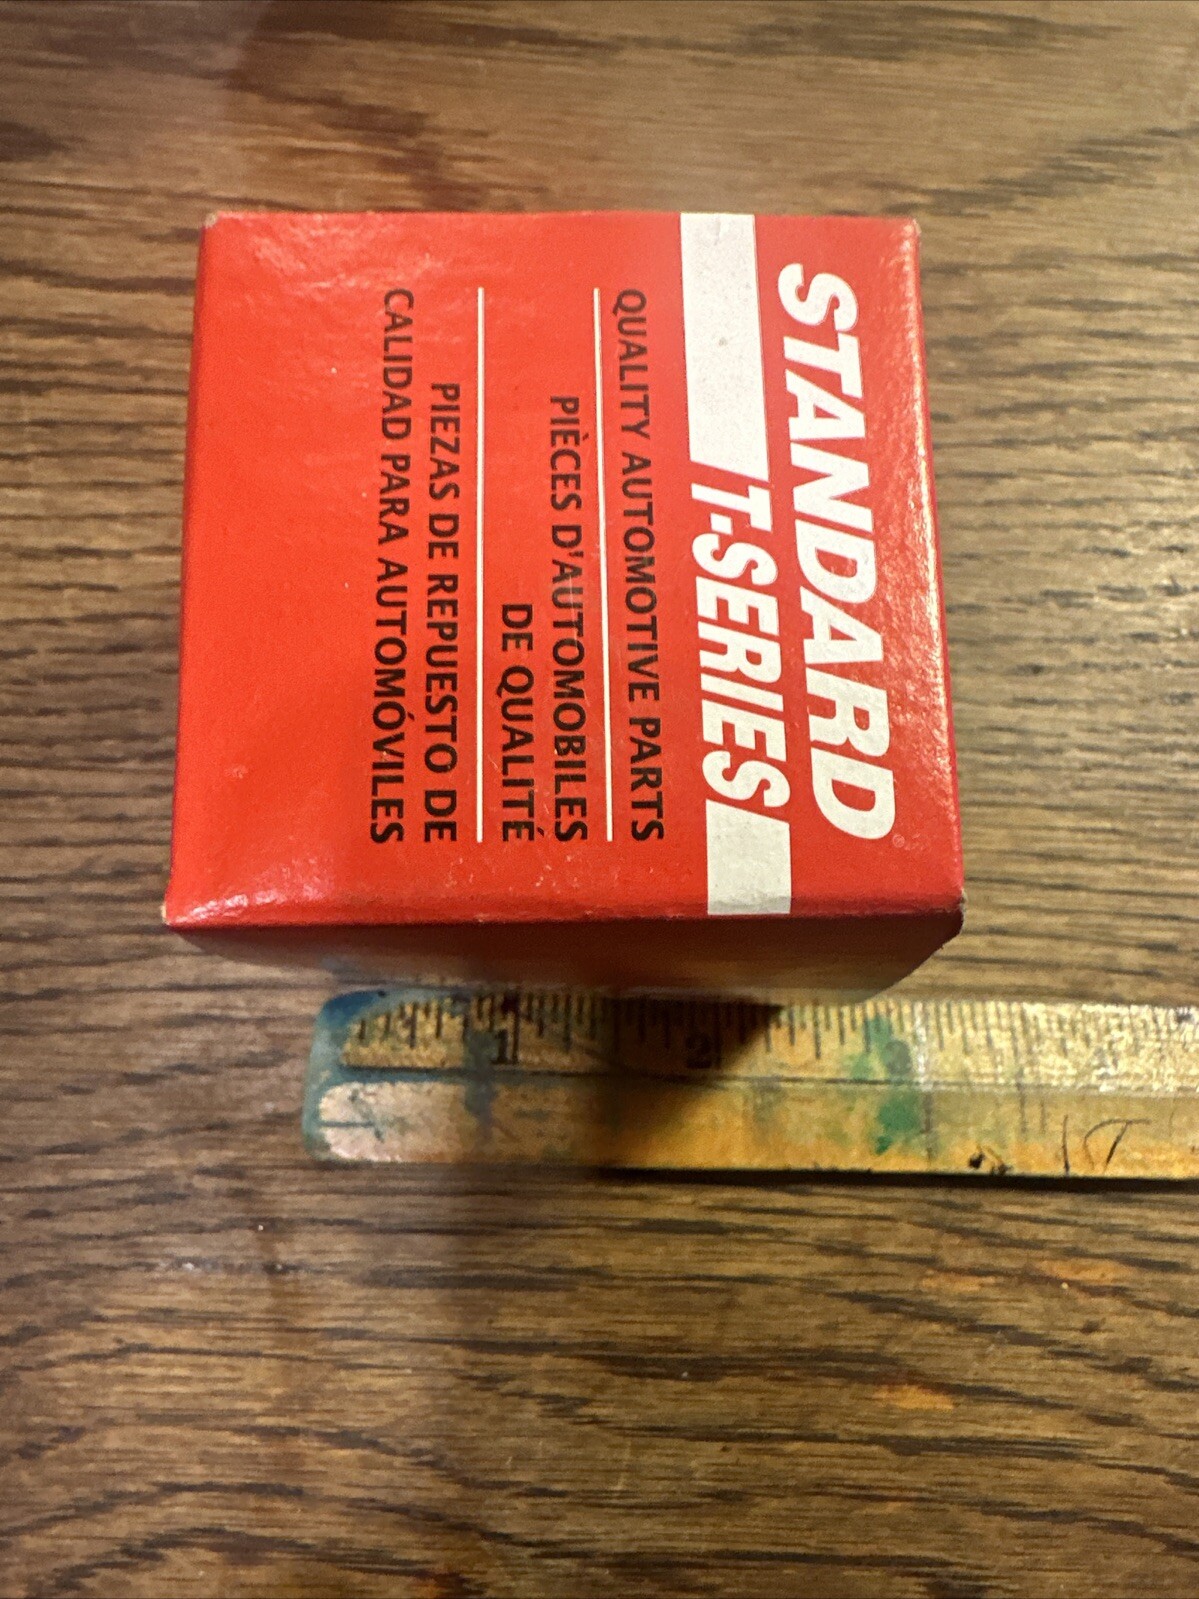 STANDARD®
T-SERIES
QUALITY AUTOMOTIVE PARTS
PIÈCES D'AUTOMOBILES
DE QUALITÉ
PIEZAS DE REPUESTO DE
CALIDAD PARA AUTOMÓVILES
1
2